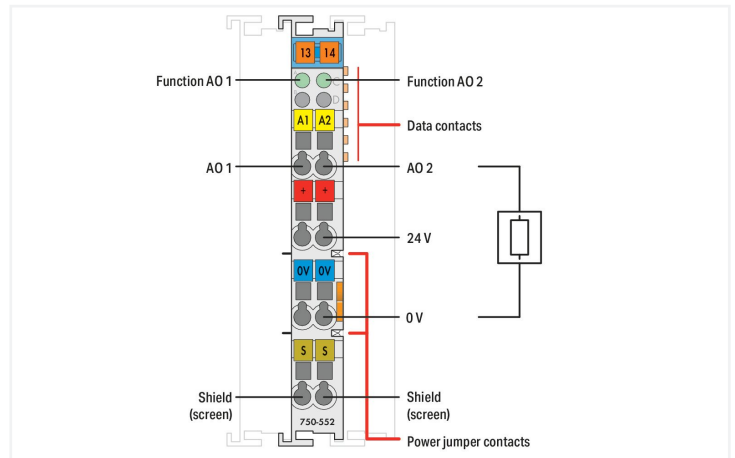 13 14
Function AO 1
Function AO 2
C
D
Data contacts
A1 A2
AO 1
AO 2
+ +
24 V
0V 0V
0 V
S S
Shield
(screen)
Shield
(screen)
750-552
Power jumper contacts